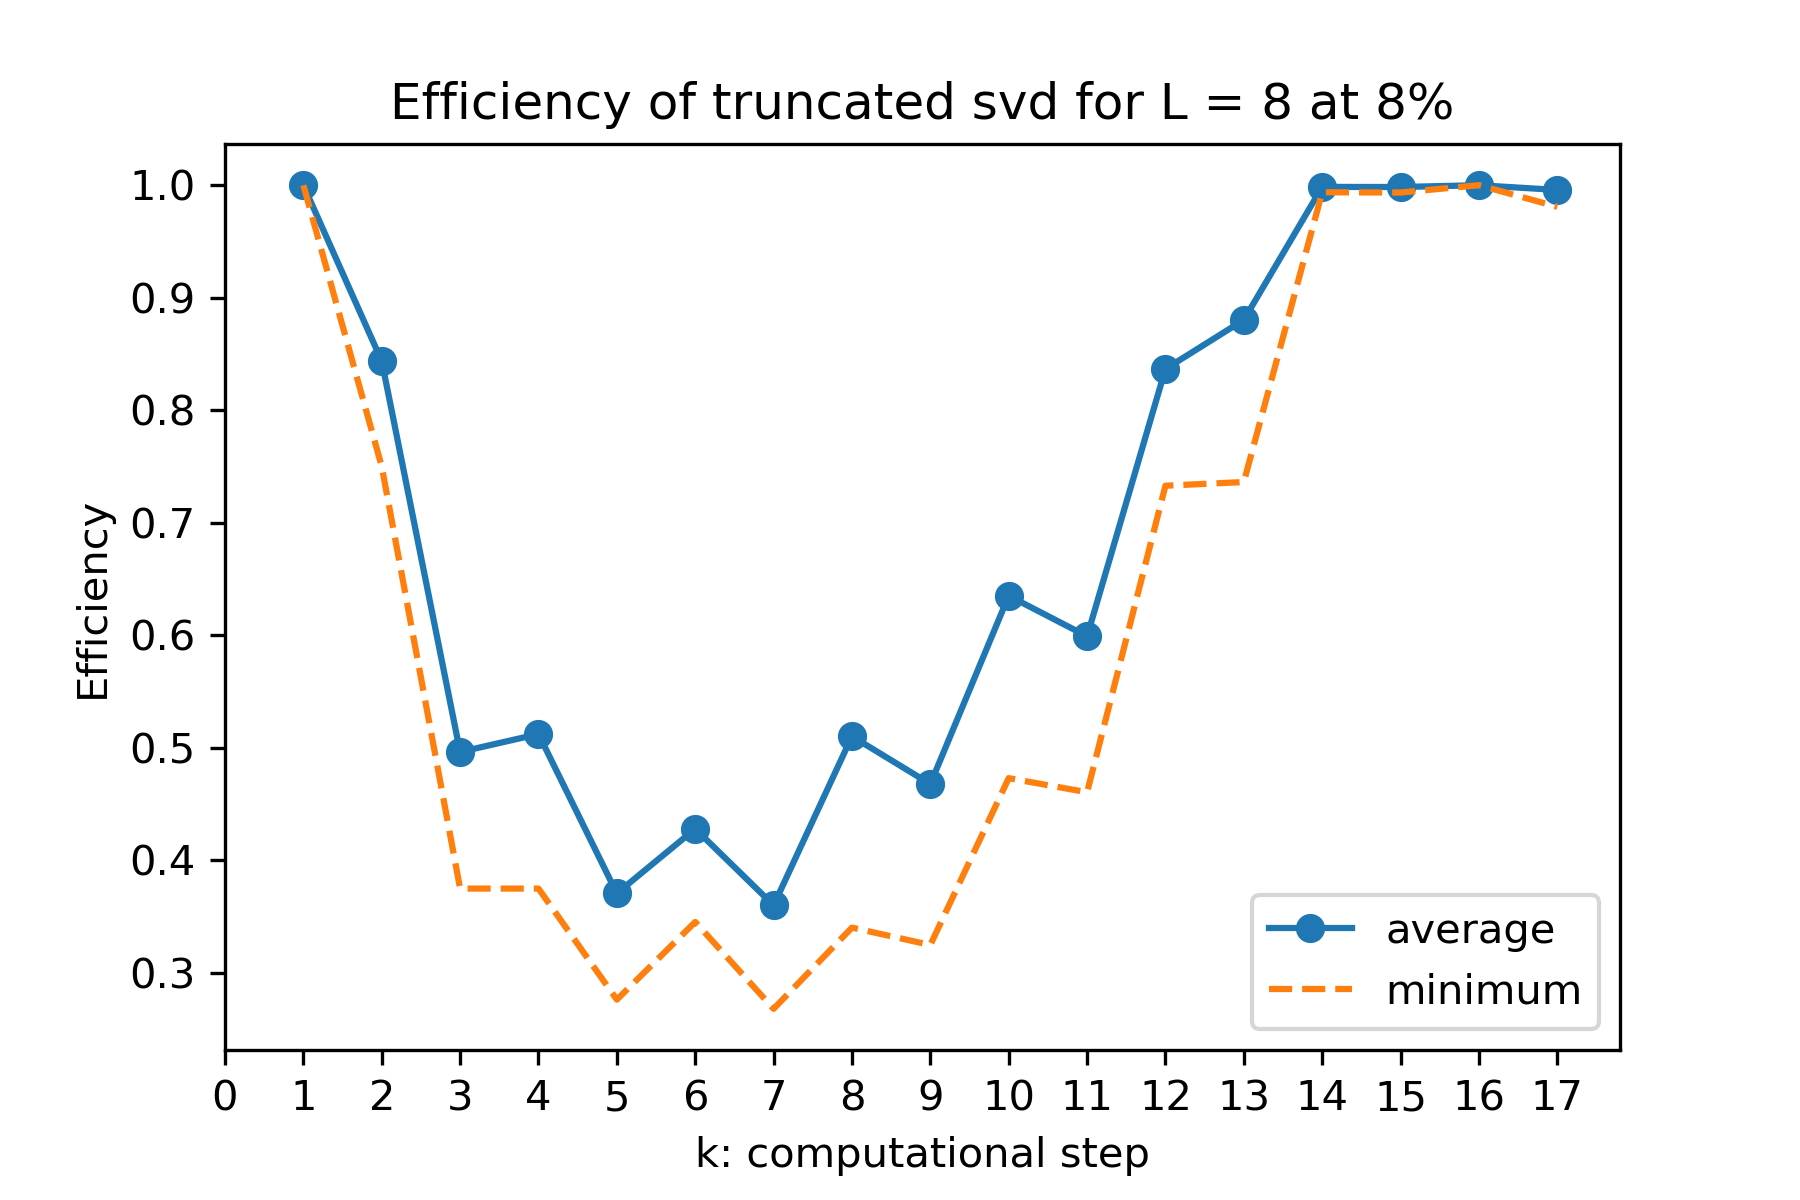 Efficiency of truncated svd for L = 8 at 8%
1.0
0.9
0.8
0.7
0.6
0.5
0.4
0.3
Efficiency
average
minimum
0 1 2 3 4 5 6 7 8 9 10 11 12 13 14 15 16 17
k: computational step